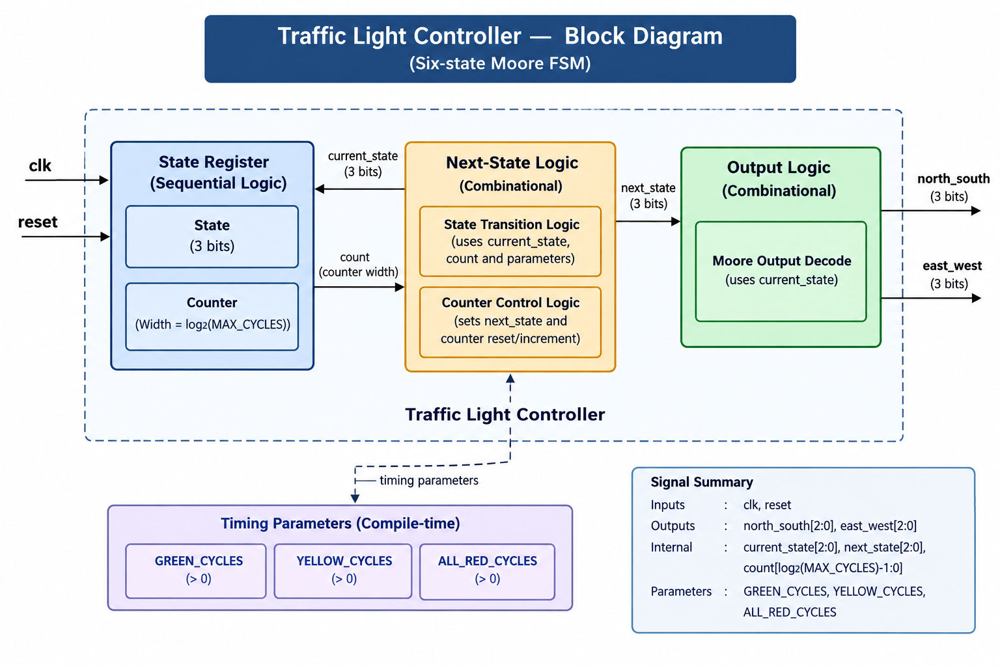 Traffic Light Controller — Block Diagram
(Six-state Moore FSM)
clk
reset
State Register
(Sequential Logic)
State
(3 bits)
Counter
(Width = log₂(MAX_CYCLES))
current_state
(3 bits)
count
(counter width)
Next-State Logic
(Combinational)
State Transition Logic
(uses current_state,
count and parameters)
Counter Control Logic
(sets next_state and
counter reset/increment)
next_state
(3 bits)
Output Logic
(Combinational)
Moore Output Decode
(uses current_state)
north_south
(3 bits)
east_west
(3 bits)
Traffic Light Controller
timing parameters
Timing Parameters (Compile-time)
GREEN_CYCLES
(> 0)
YELLOW_CYCLES
(> 0)
ALL_RED_CYCLES
(> 0)
Signal Summary
Inputs : clk, reset
Outputs : north_south[2:0], east_west[2:0]
Internal : current_state[2:0], next_state[2:0],
count[log₂(MAX_CYCLES)-1:0]
Parameters : GREEN_CYCLES, YELLOW_CYCLES,
ALL_RED_CYCLES